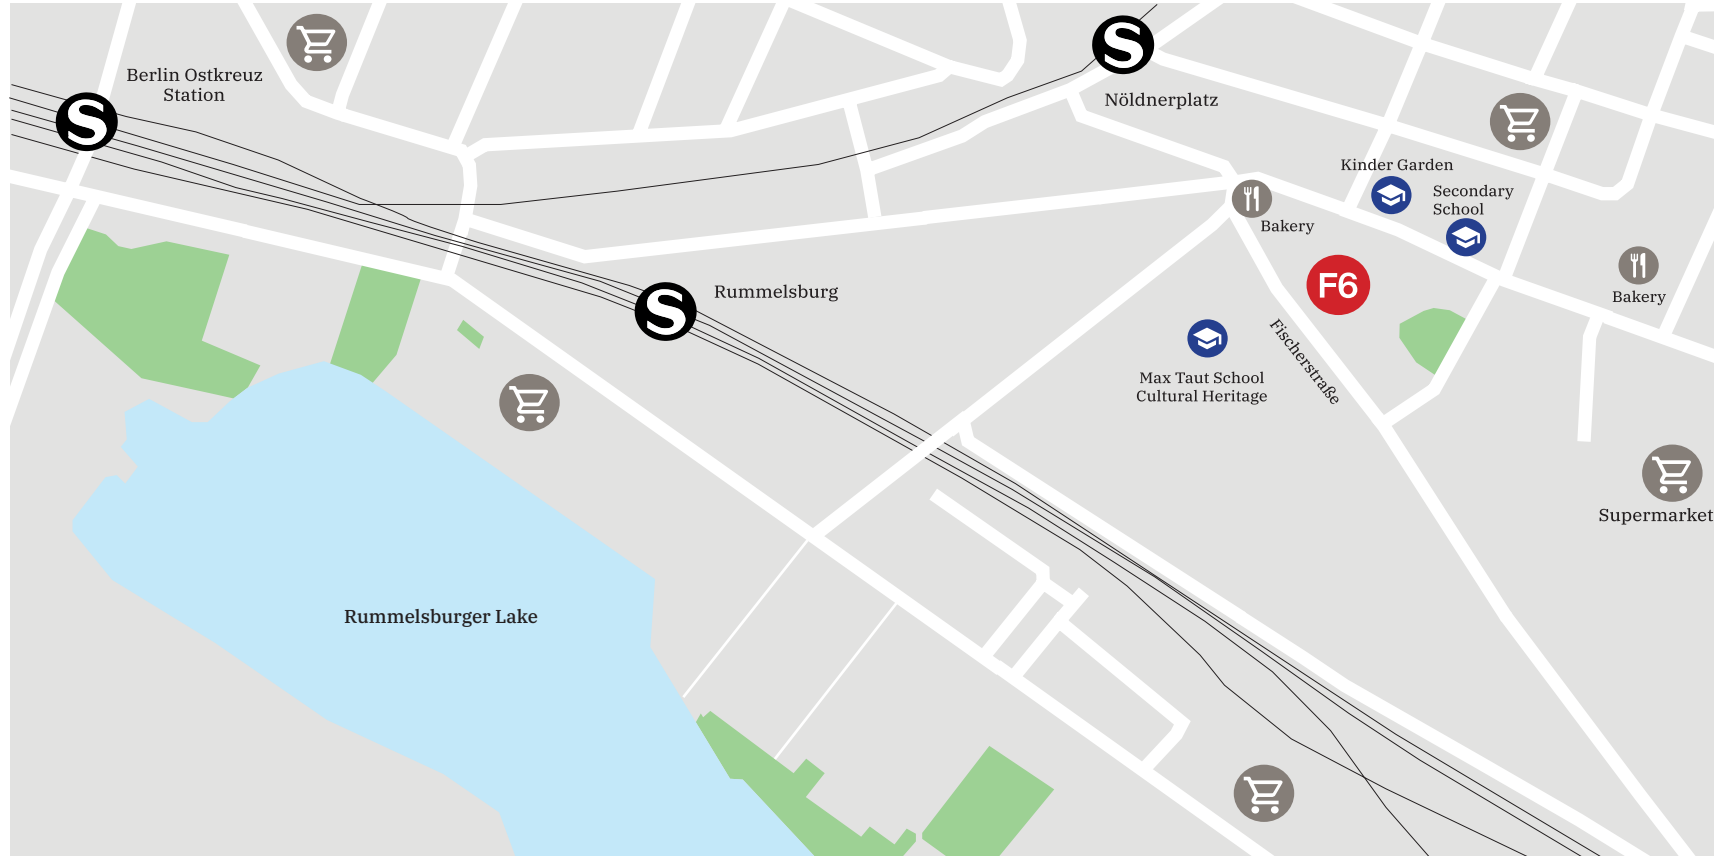 S
Berlin Ostkreuz
Station
S
Nöldnerplatz
Kinder Garden
Secondary
School
Bakery
F6
Bakery
S
Rummelsburg
Fischerstraße
Max Taut School
Cultural Heritage
Supermarket
Rummelsburger Lake